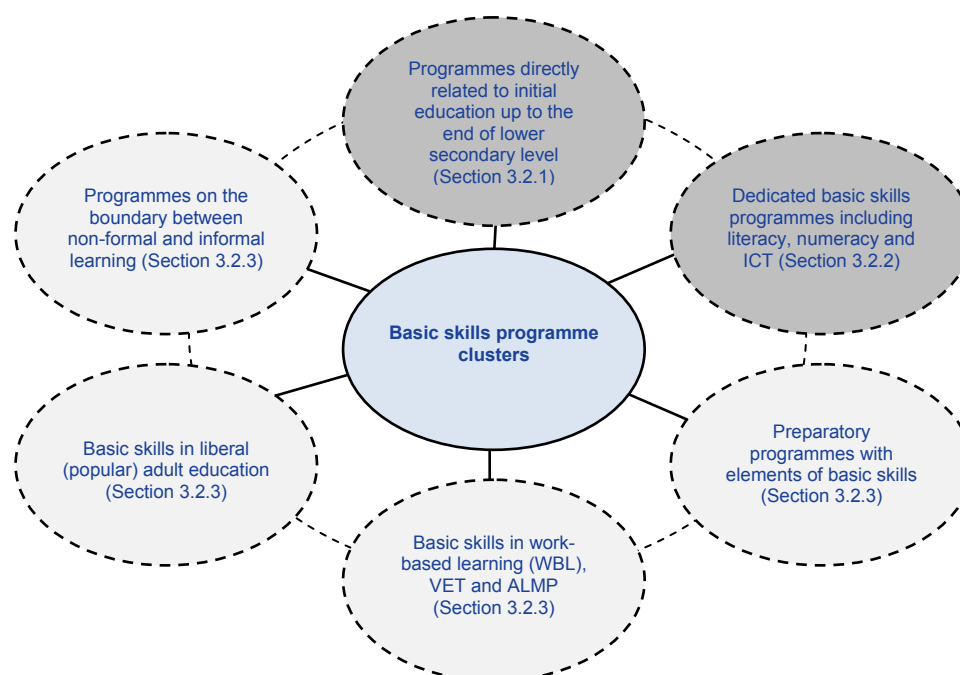 Programmes directly
related to initial
education up to the
end of lower
secondary level
(Section 3.2.1)
Programmes on the
boundary between
non-formal and informal
learning (Section 3.2.3)
Dedicated basic skills
programmes including
literacy, numeracy and
ICT (Section 3.2.2)
Basic skills programme
clusters
Basic skills in liberal
(popular) adult education
(Section 3.2.3)
Preparatory
programmes with
elements of basic skills
(Section 3.2.3)
Basic skills in work-
based learning (WBL),
VET and ALMP
(Section 3.2.3)